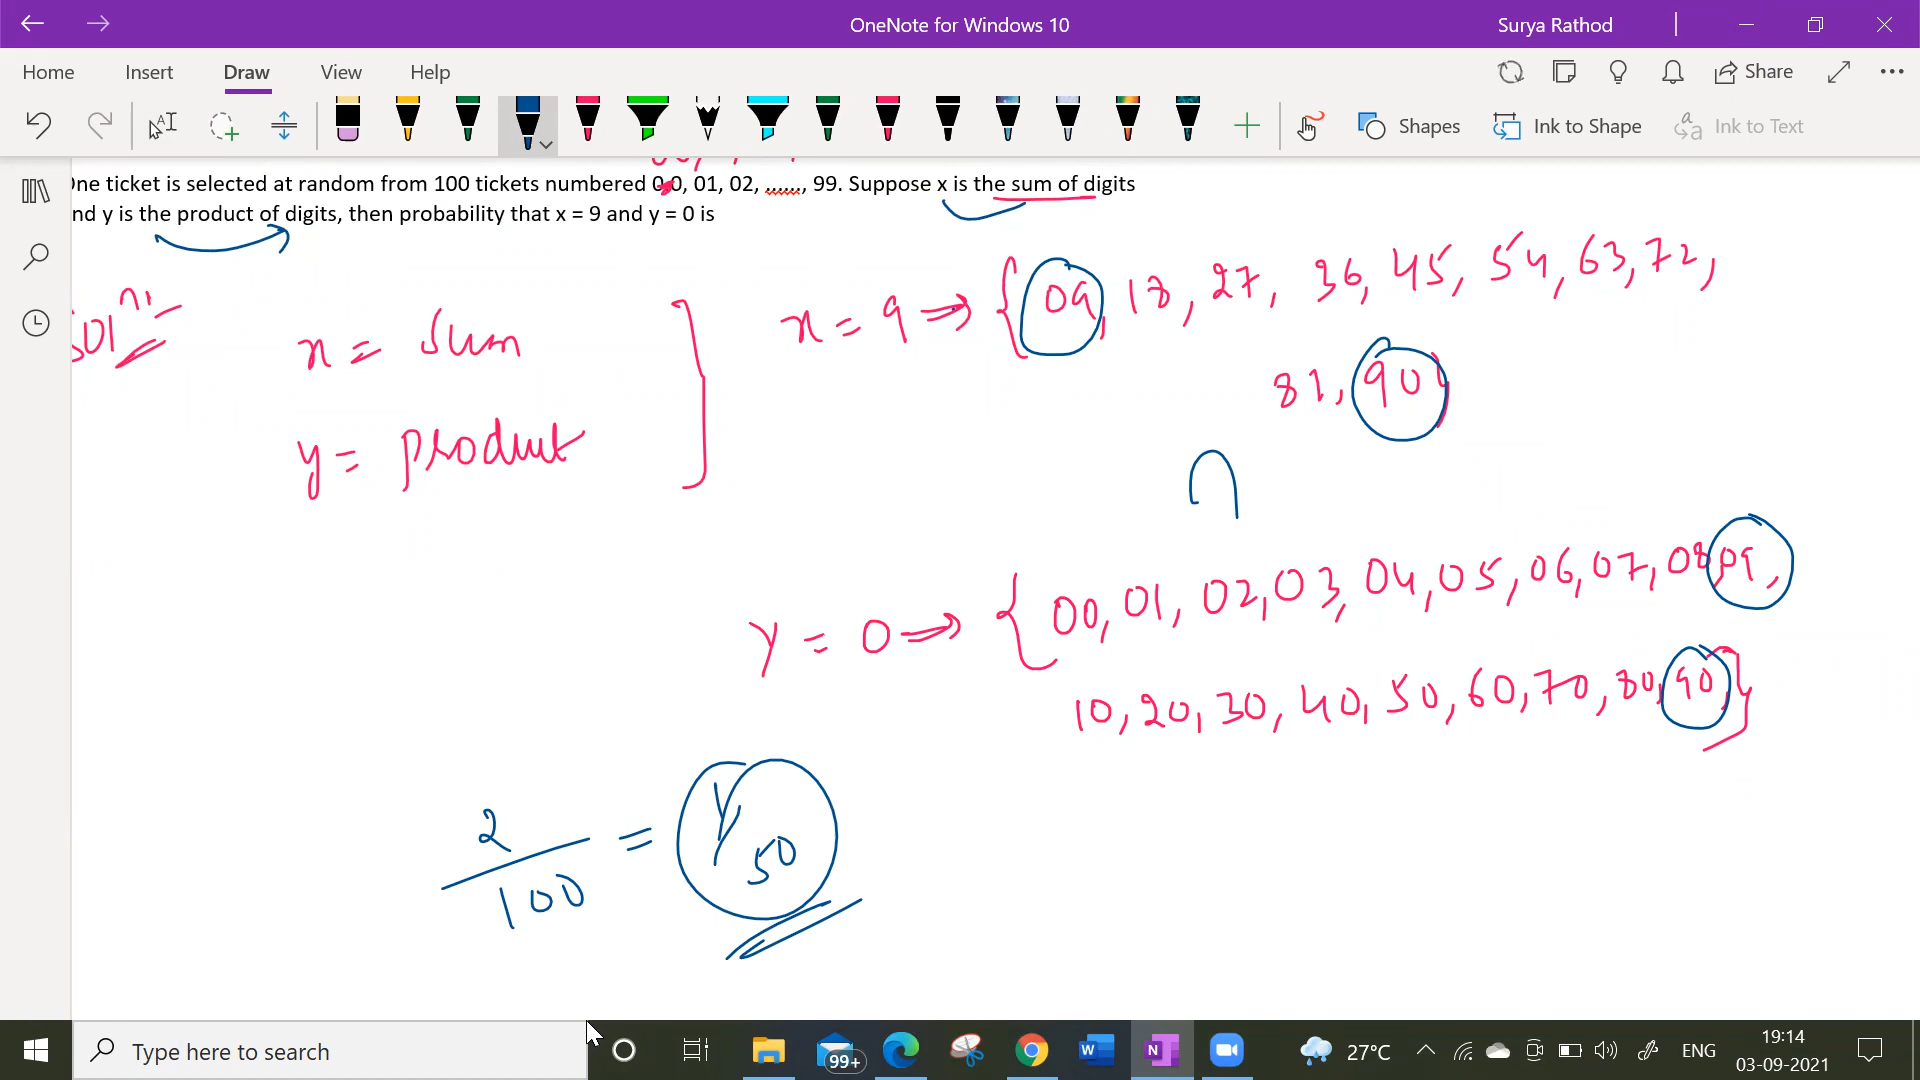 OneNote for Windows 10
Surya Rathod
Home Insert Draw View Help
Share
Shapes Ink to Shape Ink to Text
ne ticket is selected at random from 100 tickets numbered 0,0, 01, 02, ,,,,,,, 99. Suppose x is the sum of digits
nd y is the product of digits, then probability that x = 9 and y = 0 is
x = 9 ⇒ { 09, 18, 27, 36, 45, 54, 63, 72,
81, 90}
Soln:
x = Sum
y = product
∩
y = 0 ⇒ { 00, 01, 02, 03, 04, 05, 06, 07, 08, 09,
10, 20, 30, 40, 50, 60, 70, 80, 90 }
2/100 = 1/50
Type here to search
99+
27°C
ENG
19:14
03-09-2021